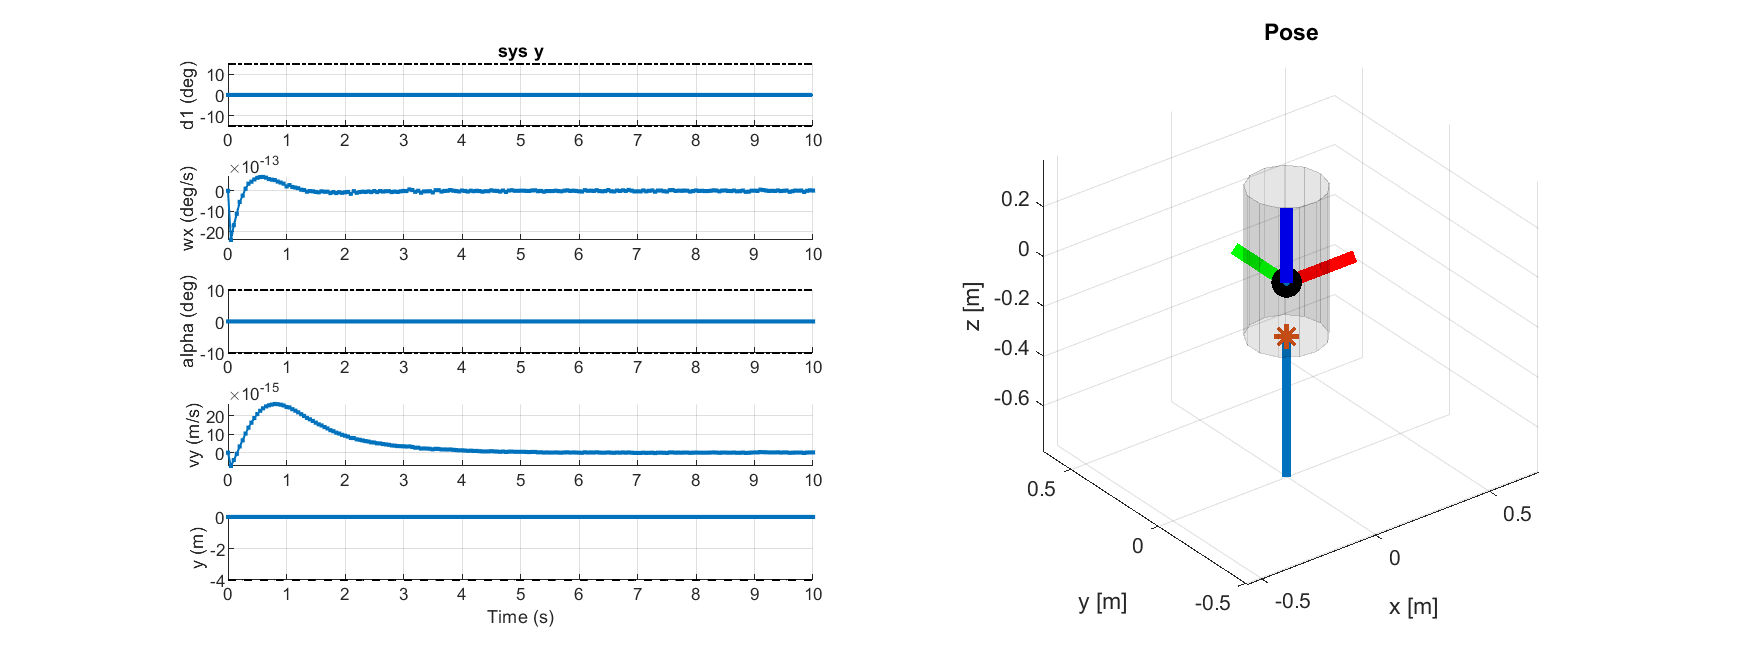 sys y
d1 (deg)
10
0
-10
0 1 2 3 4 5 6 7 8 9 10
×10^-13
wx (deg/s)
0
-10
-20
0 1 2 3 4 5 6 7 8 9 10
alpha (deg)
10
0
-10
0 1 2 3 4 5 6 7 8 9 10
×10^-15
vy (m/s)
20
10
0
0 1 2 3 4 5 6 7 8 9 10
y (m)
0
-2
-4
0 1 2 3 4 5 6 7 8 9 10
Time (s)
Pose
z [m]
0.2
0
-0.2
-0.4
-0.6
0.5
0
-0.5
y [m]
-0.5
0
0.5
x [m]